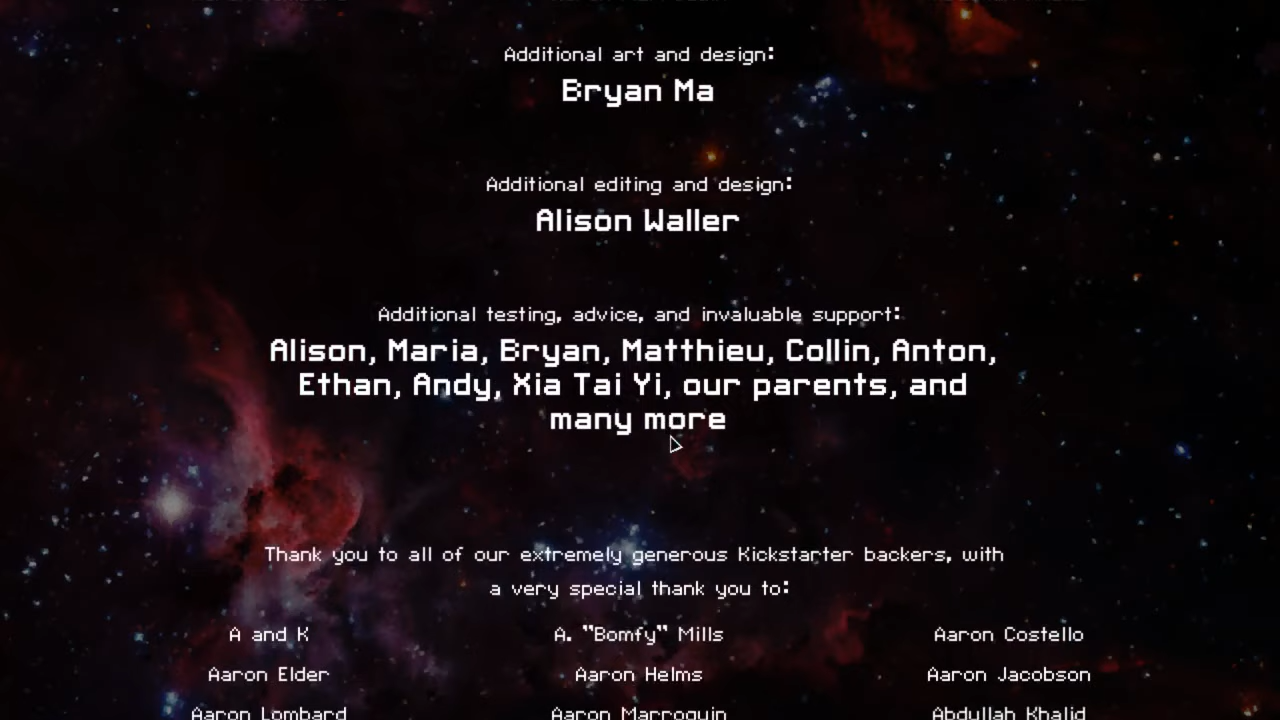 Additional art and design:
Bryan Ma
Additional editing and design:
Alison Waller
Additional testing, advice, and invaluable support:
Alison, Maria, Bryan, Matthieu, Collin, Anton,
Ethan, Andy, Xia Tai Yi, our parents, and
many more
Thank you to all of our extremely generous Kickstarter backers, with
a very special thank you to:
A and K A. "Bomfy" Mills Aaron Costello
Aaron Elder Aaron Helms Aaron Jacobson
Aaron Lombard Aaron Marroquin Abdullah Khalid